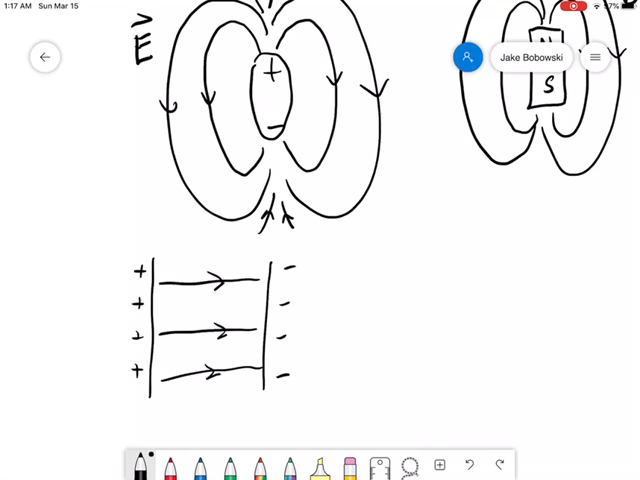 1:17 AM Sun Mar 15
97%
E
+
−
N
S
Jake Bobowski
+ −
+ −
+ −
+ −